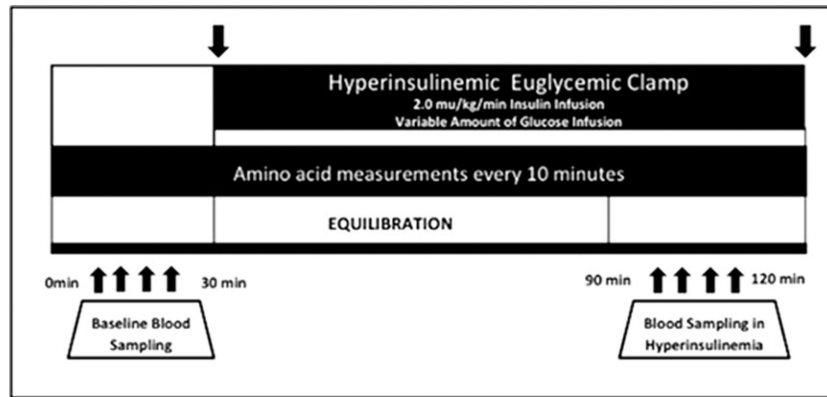 Hyperinsulinemic Euglycemic Clamp
2.0 mu/kg/min Insulin Infusion
Variable Amount of Glucose Infusion
Amino acid measurements every 10 minutes
EQUILIBRATION
0min
30 min
90 min
120 min
Baseline Blood
Sampling
Blood Sampling in
Hyperinsulinemia